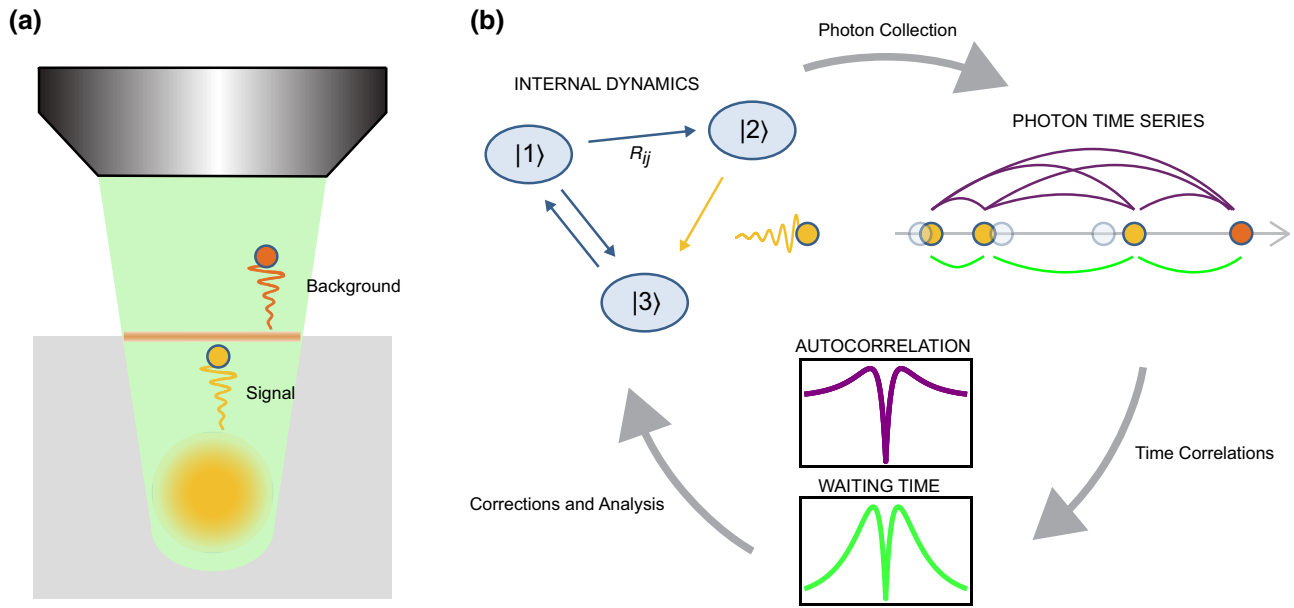 (a)
Background
Signal
(b)
Photon Collection
INTERNAL DYNAMICS
|1⟩
|2⟩
R_ij
|3⟩
PHOTON TIME SERIES
AUTOCORRELATION
WAITING TIME
Time Correlations
Corrections and Analysis